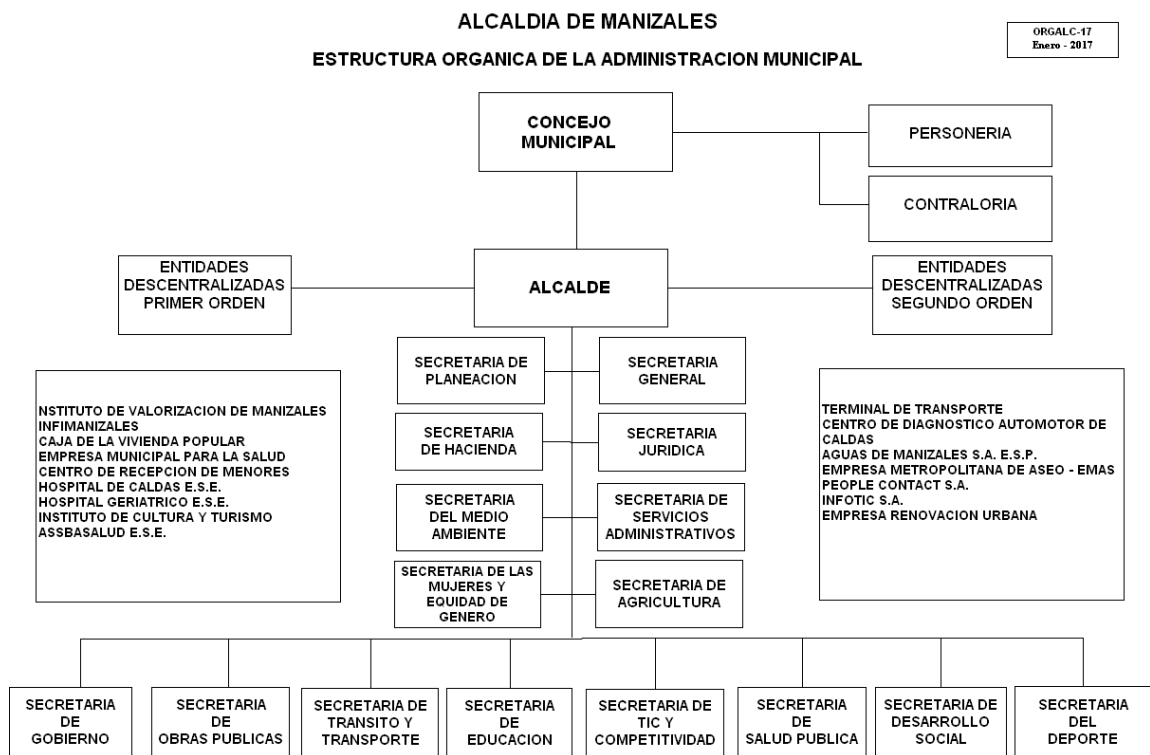 ALCALDIA DE MANIZALES
ESTRUCTURA ORGANICA DE LA ADMINISTRACION MUNICIPAL
ORGALC-17
Enero - 2017
CONCEJO
MUNICIPAL
PERSONERIA
CONTRALORIA
ENTIDADES
DESCENTRALIZADAS
PRIMER ORDEN
ALCALDE
ENTIDADES
DESCENTRALIZADAS
SEGUNDO ORDEN
SECRETARIA DE
PLANEACION
SECRETARIA
GENERAL
NSTITUTO DE VALORIZACION DE MANIZALES
INFIMANIZALES
CAJA DE LA VIVIENDA POPULAR
EMPRESA MUNICIPAL PARA LA SALUD
CENTRO DE RECEPCION DE MENORES
HOSPITAL DE CALDAS E.S.E.
HOSPITAL GERIATRICO E.S.E.
INSTITUTO DE CULTURA Y TURISMO
ASSBASALUD E.S.E.
SECRETARIA
DE HACIENDA
SECRETARIA
JURIDICA
TERMINAL DE TRANSPORTE
CENTRO DE DIAGNOSTICO AUTOMOTOR DE
CALDAS
AGUAS DE MANIZALES S.A. E.S.P.
EMPRESA METROPOLITANA DE ASEO - EMAS
PEOPLE CONTACT S.A.
INFOTIC S.A.
EMPRESA RENOVACION URBANA
SECRETARIA
DEL MEDIO
AMBIENTE
SECRETARIA DE
SERVICIOS
ADMINISTRATIVOS
SECRETARIA DE LAS
MUJERES Y
EQUIDAD DE
GENERO
SECRETARIA DE
AGRICULTURA
SECRETARIA
DE
GOBIERNO
SECRETARIA
DE
OBRAS PUBLICAS
SECRETARIA DE
TRANSITO Y
TRANSPORTE
SECRETARIA
DE
EDUCACION
SECRETARIA DE
TIC Y
COMPETITIVIDAD
SECRETARIA
DE
SALUD PUBLICA
SECRETARIA DE
DESARROLLO
SOCIAL
SECRETARIA
DEL
DEPORTE